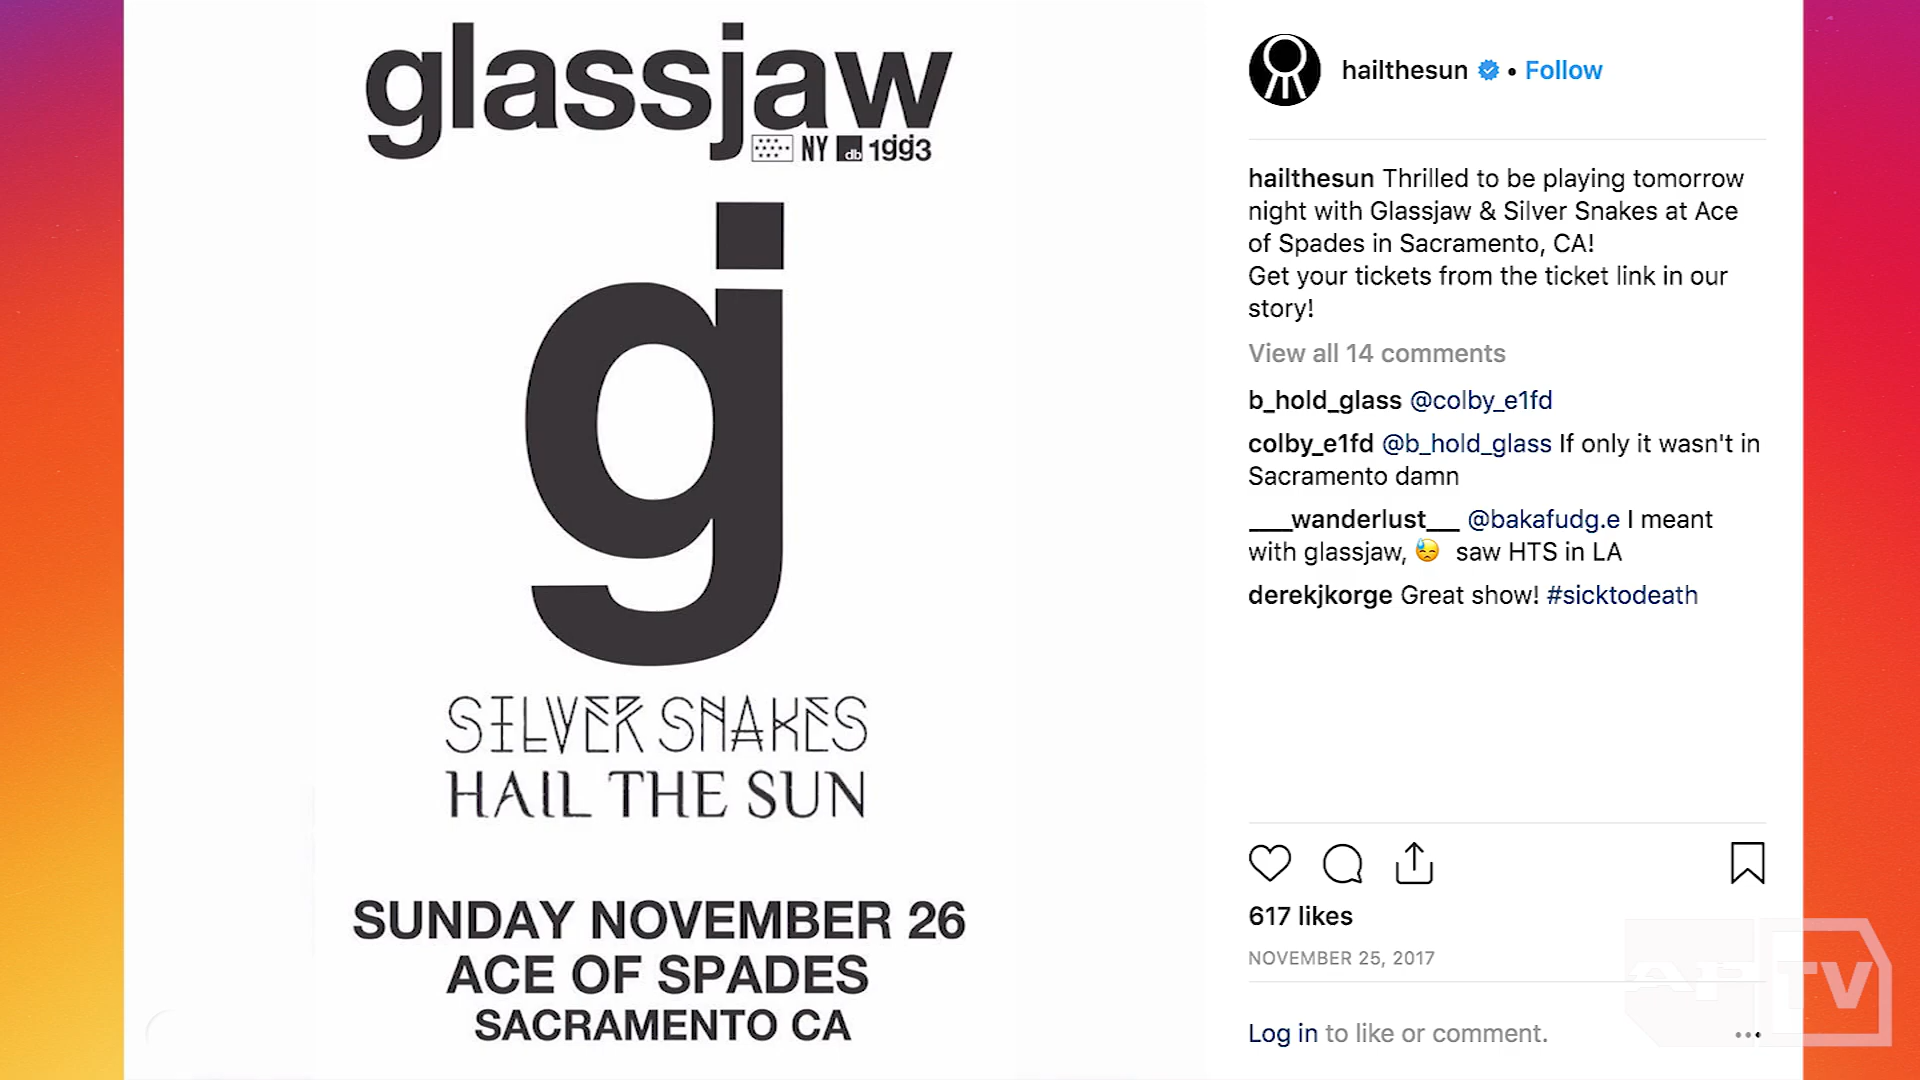 glassjaw
NY db 1993
gj
SILVER SNAKES
HAIL THE SUN
SUNDAY NOVEMBER 26
ACE OF SPADES
SACRAMENTO CA
hailthesun • Follow
hailthesun Thrilled to be playing tomorrow
night with Glassjaw & Silver Snakes at Ace
of Spades in Sacramento, CA!
Get your tickets from the ticket link in our
story!
View all 14 comments
b_hold_glass @colby_e1fd
colby_e1fd @b_hold_glass If only it wasn't in
Sacramento damn
____wanderlust___ @bakafudg.e I meant
with glassjaw, 😓 saw HTS in LA
derekjkorge Great show! #sicktodeath
617 likes
NOVEMBER 25, 2017
Log in to like or comment.
AP TV